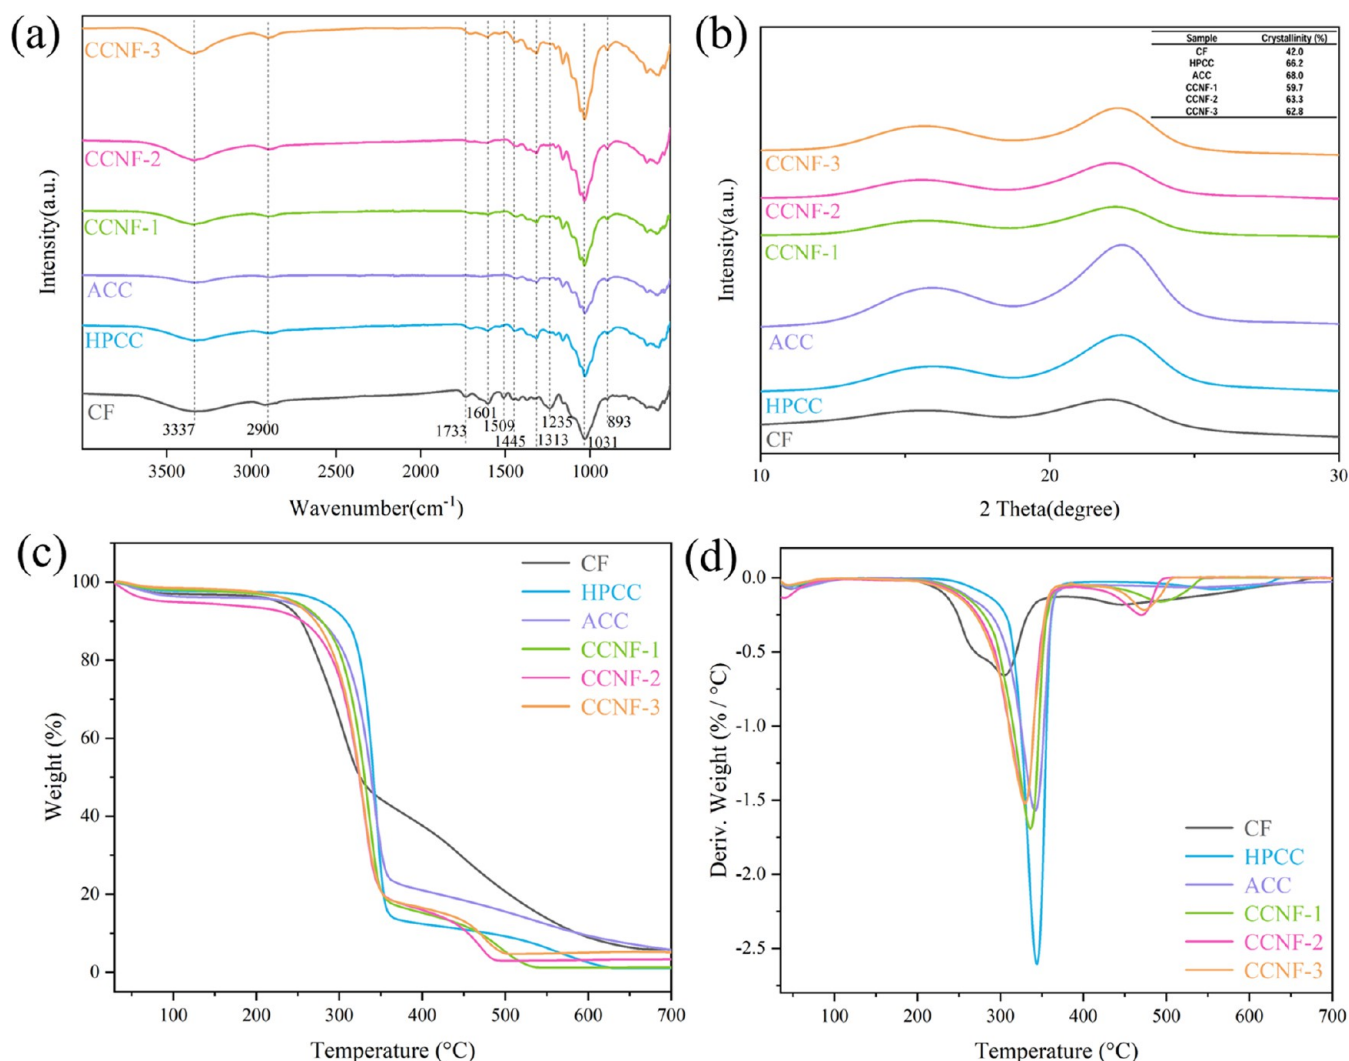 (a)
CCNF-3
CCNF-2
CCNF-1
ACC
HPCC
CF
3337
2900
1733
1601
1509
1445
1313
1235
1031
893
Intensity(a.u.)
3500 3000 2500 2000 1500 1000
Wavenumber(cm-1)
(b)
Sample Crystallinity (%)
CF 42.0
HPCC 66.2
ACC 68.0
CCNF-1 59.7
CCNF-2 63.3
CCNF-3 62.8
CCNF-3
CCNF-2
CCNF-1
ACC
HPCC
CF
Intensity(a.u.)
10 20 30
2 Theta(degree)
(c)
CF
HPCC
ACC
CCNF-1
CCNF-2
CCNF-3
100
80
60
40
20
0
Weight (%)
100 200 300 400 500 600 700
Temperature (°C)
(d)
0.0
-0.5
-1.0
-1.5
-2.0
-2.5
Deriv. Weight (% / °C)
CF
HPCC
ACC
CCNF-1
CCNF-2
CCNF-3
100 200 300 400 500 600 700
Temperature (°C)